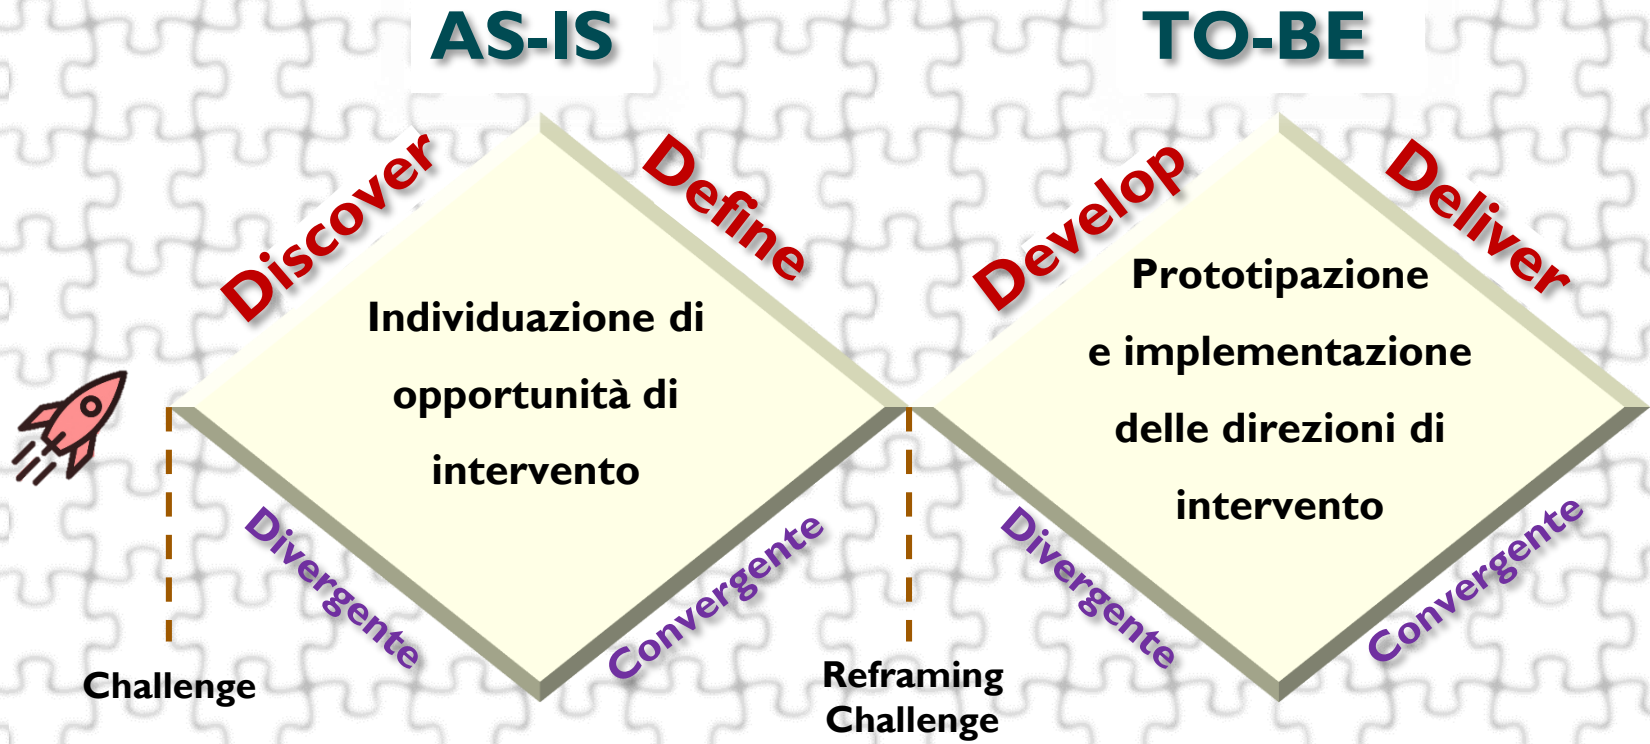 AS-IS
TO-BE
Discover
Define
Develop
Deliver
Individuazione di
opportunità di
intervento
Prototipazione
e implementazione
delle direzioni di
intervento
Divergente
Convergente
Divergente
Convergente
Challenge
Reframing
Challenge